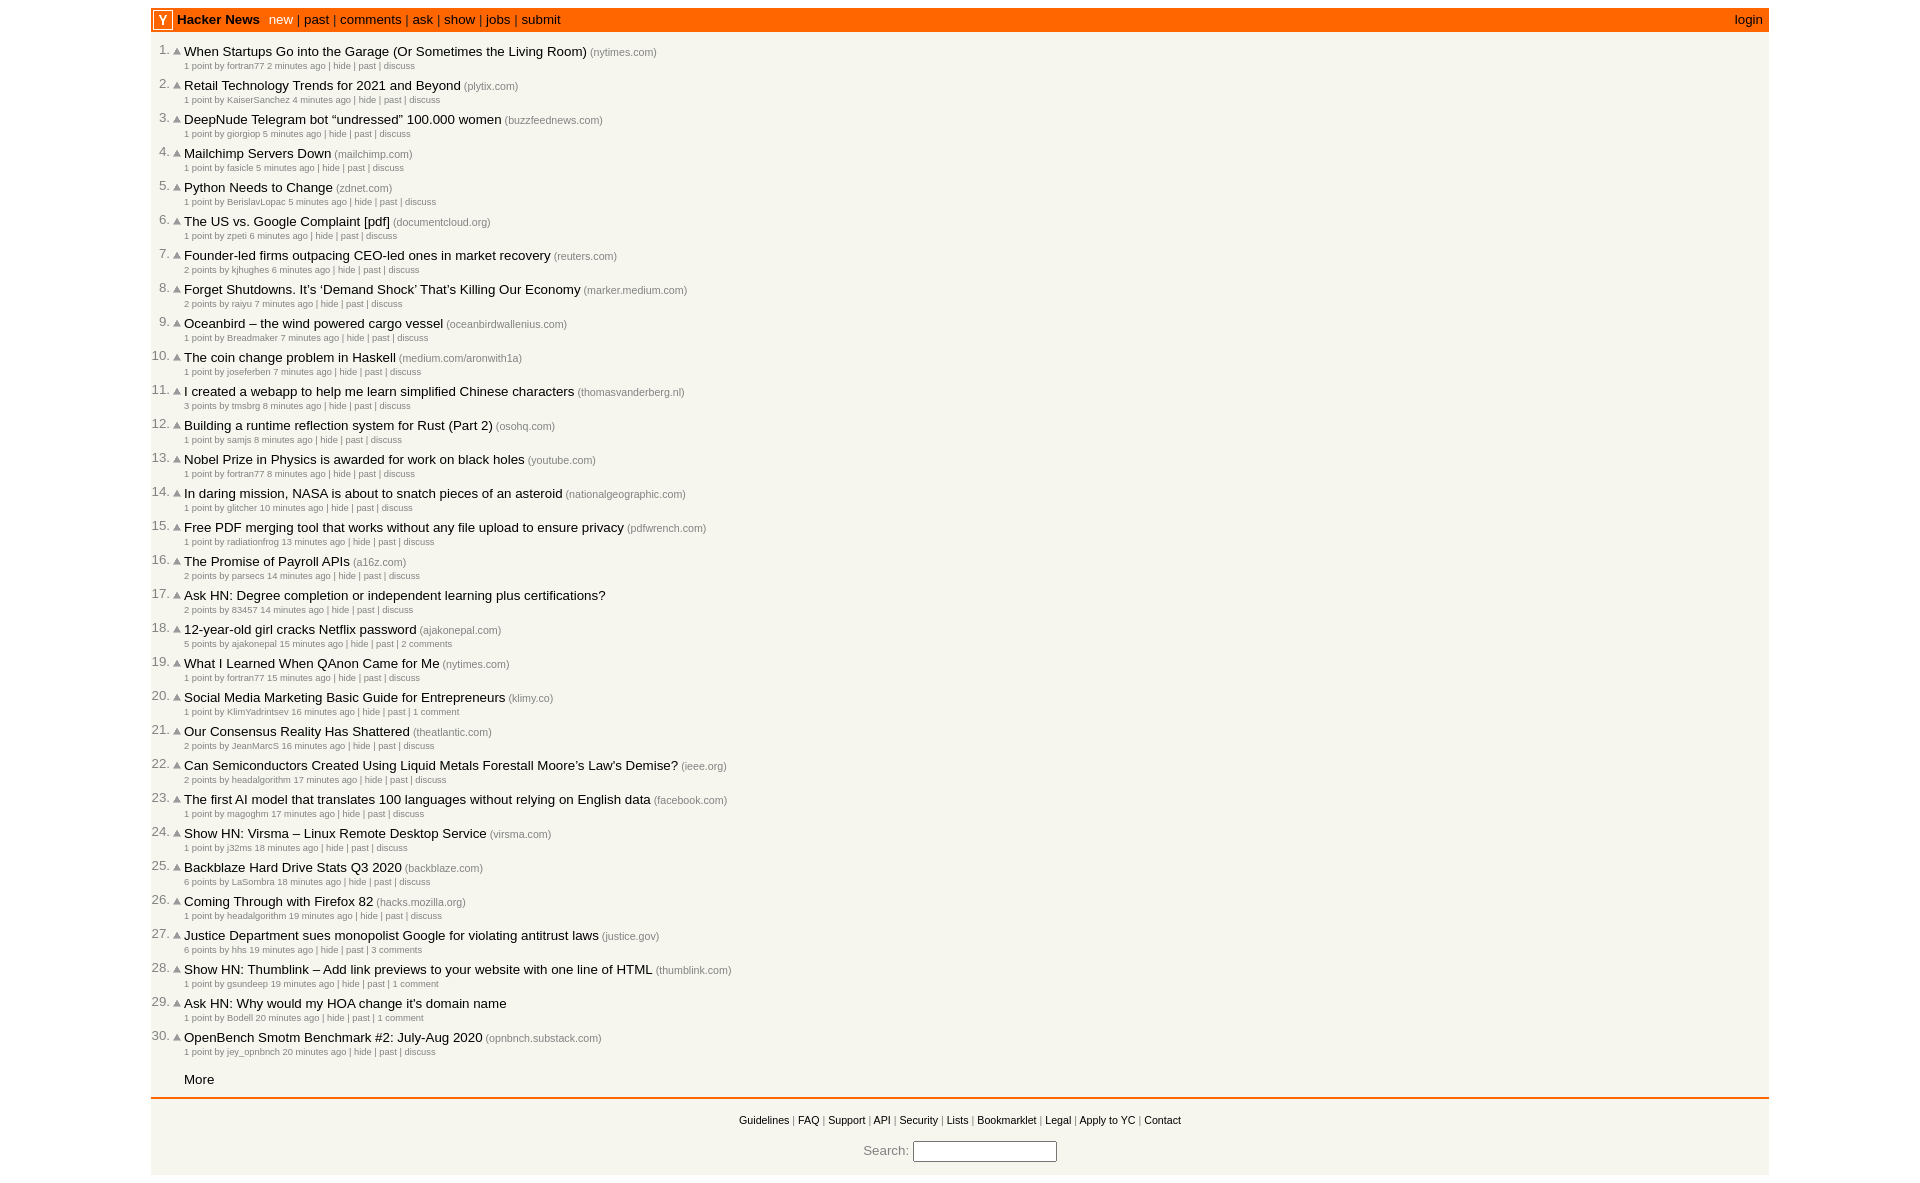 Y Hacker News new | past | comments | ask | show | jobs | submit login
1. When Startups Go into the Garage (Or Sometimes the Living Room) (nytimes.com)
1 point by fortran77 2 minutes ago | hide | past | discuss
2. Retail Technology Trends for 2021 and Beyond (plytix.com)
1 point by KaiserSanchez 4 minutes ago | hide | past | discuss
3. DeepNude Telegram bot “undressed” 100.000 women (buzzfeednews.com)
1 point by giorgiop 5 minutes ago | hide | past | discuss
4. Mailchimp Servers Down (mailchimp.com)
1 point by fasicle 5 minutes ago | hide | past | discuss
5. Python Needs to Change (zdnet.com)
1 point by BerislavLopac 5 minutes ago | hide | past | discuss
6. The US vs. Google Complaint [pdf] (documentcloud.org)
1 point by zpeti 6 minutes ago | hide | past | discuss
7. Founder-led firms outpacing CEO-led ones in market recovery (reuters.com)
2 points by kjhughes 6 minutes ago | hide | past | discuss
8. Forget Shutdowns. It’s ‘Demand Shock’ That’s Killing Our Economy (marker.medium.com)
2 points by raiyu 7 minutes ago | hide | past | discuss
9. Oceanbird – the wind powered cargo vessel (oceanbirdwallenius.com)
1 point by Breadmaker 7 minutes ago | hide | past | discuss
10. The coin change problem in Haskell (medium.com/aronwith1a)
1 point by joseferben 7 minutes ago | hide | past | discuss
11. I created a webapp to help me learn simplified Chinese characters (thomasvanderberg.nl)
3 points by tmsbrg 8 minutes ago | hide | past | discuss
12. Building a runtime reflection system for Rust (Part 2) (osohq.com)
1 point by samjs 8 minutes ago | hide | past | discuss
13. Nobel Prize in Physics is awarded for work on black holes (youtube.com)
1 point by fortran77 8 minutes ago | hide | past | discuss
14. In daring mission, NASA is about to snatch pieces of an asteroid (nationalgeographic.com)
1 point by glitcher 10 minutes ago | hide | past | discuss
15. Free PDF merging tool that works without any file upload to ensure privacy (pdfwrench.com)
1 point by radiationfrog 13 minutes ago | hide | past | discuss
16. The Promise of Payroll APIs (a16z.com)
2 points by parsecs 14 minutes ago | hide | past | discuss
17. Ask HN: Degree completion or independent learning plus certifications?
2 points by 83457 14 minutes ago | hide | past | discuss
18. 12-year-old girl cracks Netflix password (ajakonepal.com)
5 points by ajakonepal 15 minutes ago | hide | past | 2 comments
19. What I Learned When QAnon Came for Me (nytimes.com)
1 point by fortran77 15 minutes ago | hide | past | discuss
20. Social Media Marketing Basic Guide for Entrepreneurs (klimy.co)
1 point by KlimYadrintsev 16 minutes ago | hide | past | 1 comment
21. Our Consensus Reality Has Shattered (theatlantic.com)
2 points by JeanMarcS 16 minutes ago | hide | past | discuss
22. Can Semiconductors Created Using Liquid Metals Forestall Moore’s Law's Demise? (ieee.org)
2 points by headalgorithm 17 minutes ago | hide | past | discuss
23. The first AI model that translates 100 languages without relying on English data (facebook.com)
1 point by magoghm 17 minutes ago | hide | past | discuss
24. Show HN: Virsma – Linux Remote Desktop Service (virsma.com)
1 point by j32ms 18 minutes ago | hide | past | discuss
25. Backblaze Hard Drive Stats Q3 2020 (backblaze.com)
6 points by LaSombra 18 minutes ago | hide | past | discuss
26. Coming Through with Firefox 82 (hacks.mozilla.org)
1 point by headalgorithm 19 minutes ago | hide | past | discuss
27. Justice Department sues monopolist Google for violating antitrust laws (justice.gov)
6 points by hhs 19 minutes ago | hide | past | 3 comments
28. Show HN: Thumblink – Add link previews to your website with one line of HTML (thumblink.com)
1 point by gsundeep 19 minutes ago | hide | past | 1 comment
29. Ask HN: Why would my HOA change it's domain name
1 point by Bodell 20 minutes ago | hide | past | 1 comment
30. OpenBench Smotm Benchmark #2: July-Aug 2020 (opnbnch.substack.com)
1 point by jey_opnbnch 20 minutes ago | hide | past | discuss
More
Guidelines | FAQ | Support | API | Security | Lists | Bookmarklet | Legal | Apply to YC | Contact
Search: